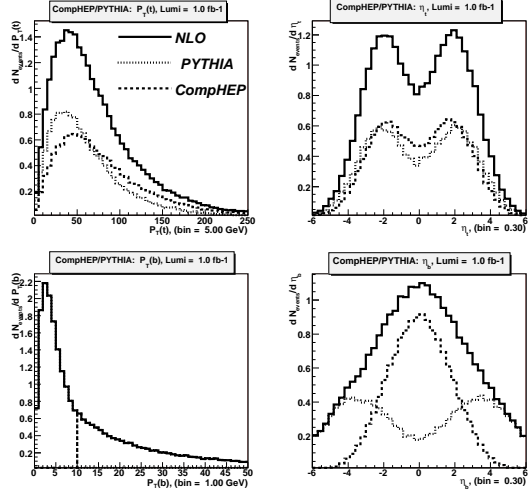 CompHEP/PYTHIA: P_T(t), Lumi = 1.0 fb-1
d N_events/d P_T(t)
NLO
PYTHIA
CompHEP
1.4
1.2
1
0.8
0.6
0.4
0.2
0 50 100 150 200 250
P_T(t), (bin = 5.00 GeV)
CompHEP/PYTHIA: η_t, Lumi = 1.0 fb-1
d N_events/d η_t
1.2
1
0.8
0.6
0.4
0.2
-6 -4 -2 0 2 4 6
η_t, (bin = 0.30)
CompHEP/PYTHIA: P_T(b), Lumi = 1.0 fb-1
d N_events/d P_T(b)
2.2
2
1.8
1.6
1.4
1.2
1
0.8
0.6
0.4
0.2
0 5 10 15 20 25 30 35 40 45 50
P_T(b), (bin = 1.00 GeV)
CompHEP/PYTHIA: η_b, Lumi = 1.0 fb-1
d N_events/d η_b
1
0.8
0.6
0.4
0.2
0
-6 -4 -2 0 2 4 6
η_b, (bin = 0.30)